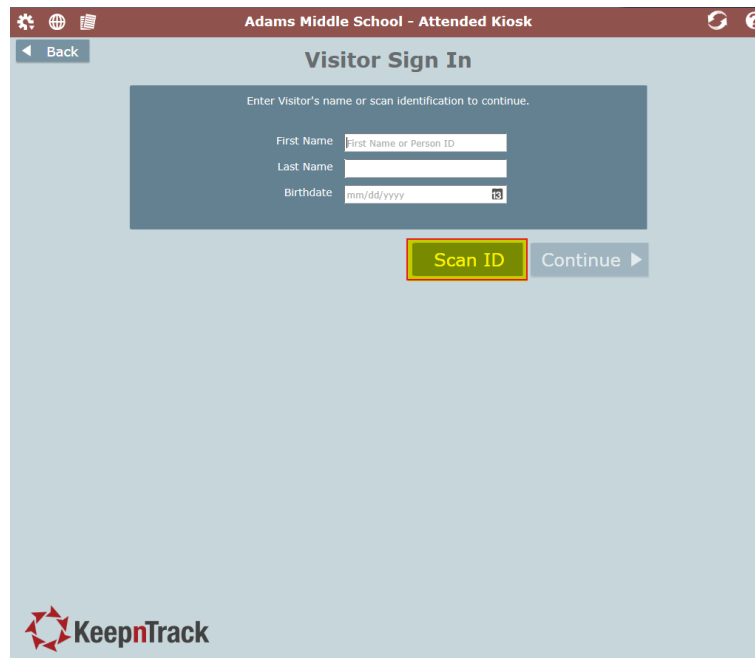 Adams Middle School - Attended Kiosk
Back
Visitor Sign In
Enter Visitor's name or scan identification to continue.
First Name First Name or Person ID
Last Name
Birthdate mm/dd/yyyy 13
Scan ID Continue
KeepnTrack